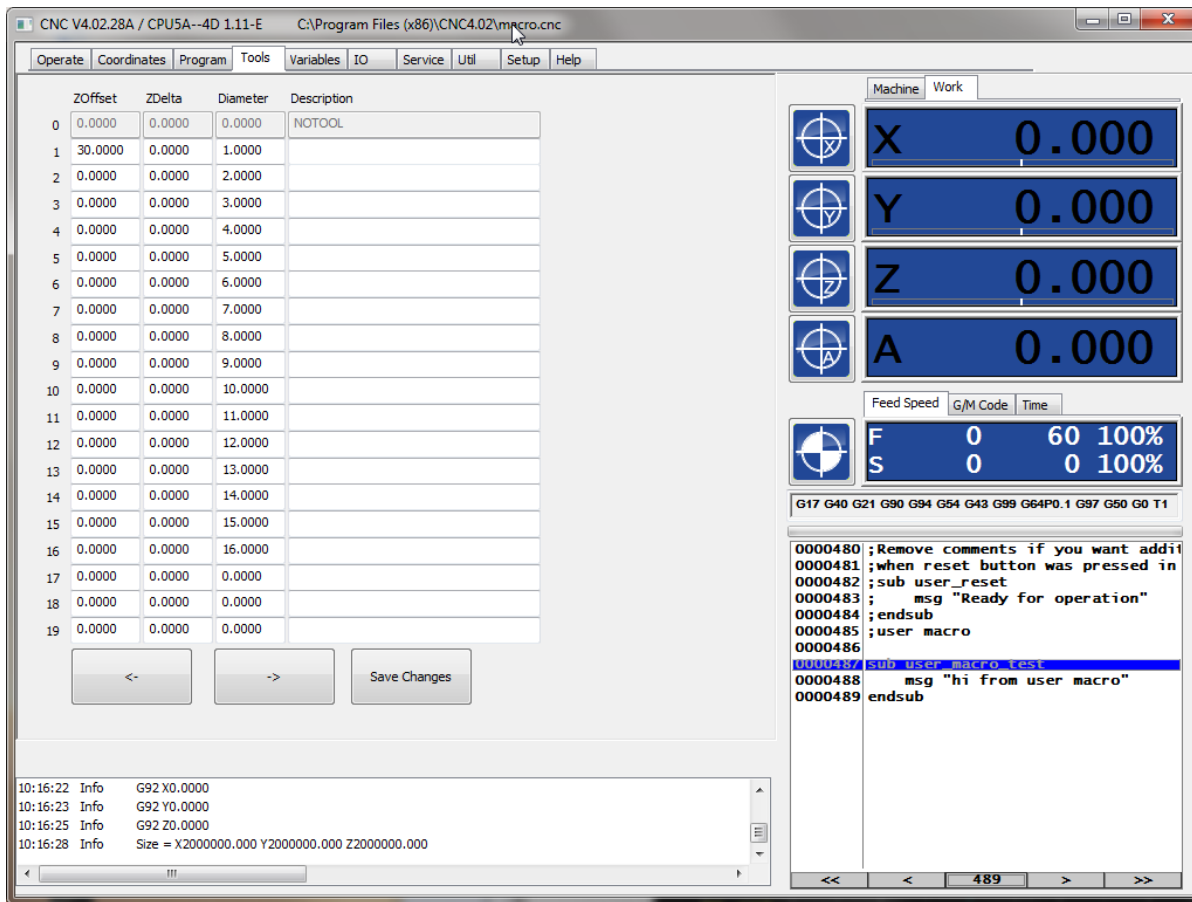 CNC V4.02.28A / CPU5A--4D 1.11-E C:\Program Files (x86)\CNC4.02\macro.cnc
Operate Coordinates Program Tools Variables IO Service Util Setup Help
ZOffset ZDelta Diameter Description
0 0.0000 0.0000 0.0000 NOTOOL
1 30.0000 0.0000 1.0000
2 0.0000 0.0000 2.0000
3 0.0000 0.0000 3.0000
4 0.0000 0.0000 4.0000
5 0.0000 0.0000 5.0000
6 0.0000 0.0000 6.0000
7 0.0000 0.0000 7.0000
8 0.0000 0.0000 8.0000
9 0.0000 0.0000 9.0000
10 0.0000 0.0000 10.0000
11 0.0000 0.0000 11.0000
12 0.0000 0.0000 12.0000
13 0.0000 0.0000 13.0000
14 0.0000 0.0000 14.0000
15 0.0000 0.0000 15.0000
16 0.0000 0.0000 16.0000
17 0.0000 0.0000 0.0000
18 0.0000 0.0000 0.0000
19 0.0000 0.0000 0.0000
<- -> Save Changes
10:16:22 Info G92 X0.0000
10:16:23 Info G92 Y0.0000
10:16:25 Info G92 Z0.0000
10:16:28 Info Size = X2000000.000 Y2000000.000 Z2000000.000
Machine Work
X X 0.000
Y Y 0.000
Z Z 0.000
A A 0.000
Feed Speed G/M Code Time
F 0 60 100%
S 0 0 100%
G17 G40 G21 G90 G94 G54 G43 G99 G64P0.1 G97 G50 G0 T1
0000480 ;Remove comments if you want addit
0000481 ;when reset button was pressed in
0000482 ;sub user_reset
0000483 ; msg "Ready for operation"
0000484 ;endsub
0000485 ;user macro
0000486
0000487 sub user_macro_test
0000488 msg "hi from user macro"
0000489 endsub
<< < 489 > >>